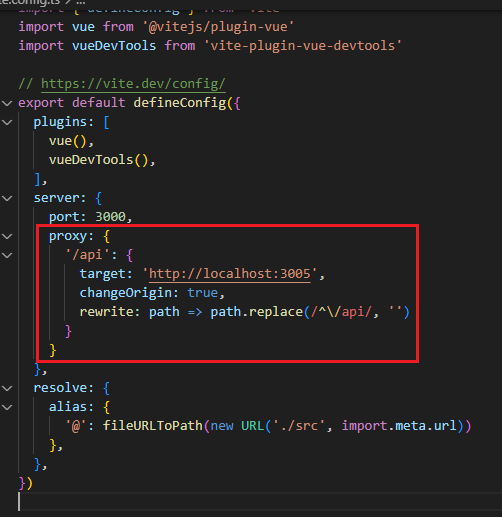 te.config.ts > ...
import { defineConfig } from 'vite'
import vue from '@vitejs/plugin-vue'
import vueDevTools from 'vite-plugin-vue-devtools'
// https://vite.dev/config/
export default defineConfig({
  plugins: [
    vue(),
    vueDevTools(),
  ],
  server: {
    port: 3000,
    proxy: {
      '/api': {
        target: 'http://localhost:3005',
        changeOrigin: true,
        rewrite: path => path.replace(/^\/api/, '')
      }
    }
  },
  resolve: {
    alias: {
      '@': fileURLToPath(new URL('./src', import.meta.url))
    },
  },
})